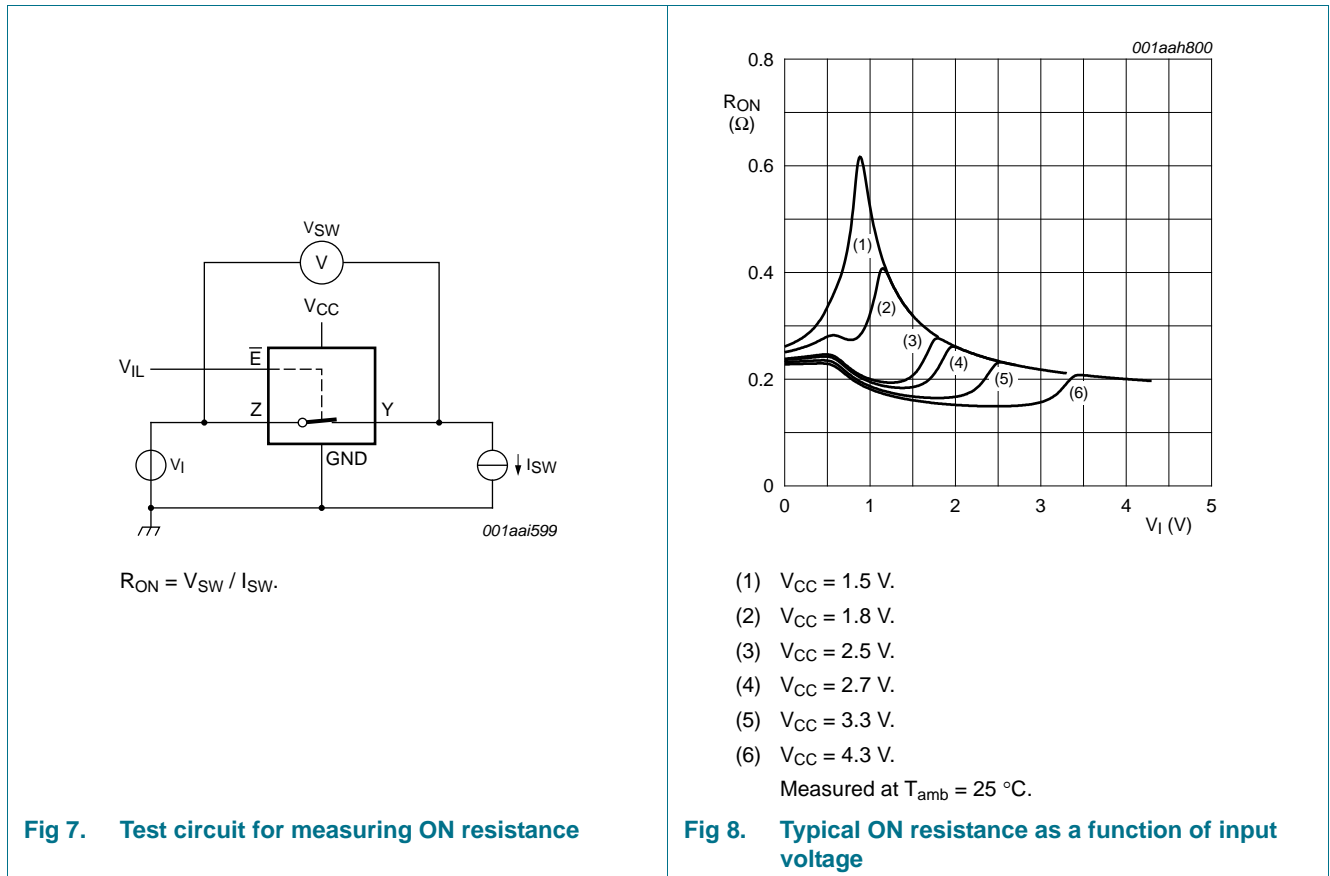 VSW
V
VCC
E
VIL
Z
Y
GND
VI
ISW
001aai599
RON = VSW / ISW.
Fig 7. Test circuit for measuring ON resistance
001aah800
0.8
RON
(Ω)
0.6
(1)
0.4
(2)
(3)
(4)
(5)
(6)
0.2
0
0 1 2 3 4 5
VI (V)
(1) VCC = 1.5 V.
(2) VCC = 1.8 V.
(3) VCC = 2.5 V.
(4) VCC = 2.7 V.
(5) VCC = 3.3 V.
(6) VCC = 4.3 V.
Measured at Tamb = 25 °C.
Fig 8. Typical ON resistance as a function of input
voltage